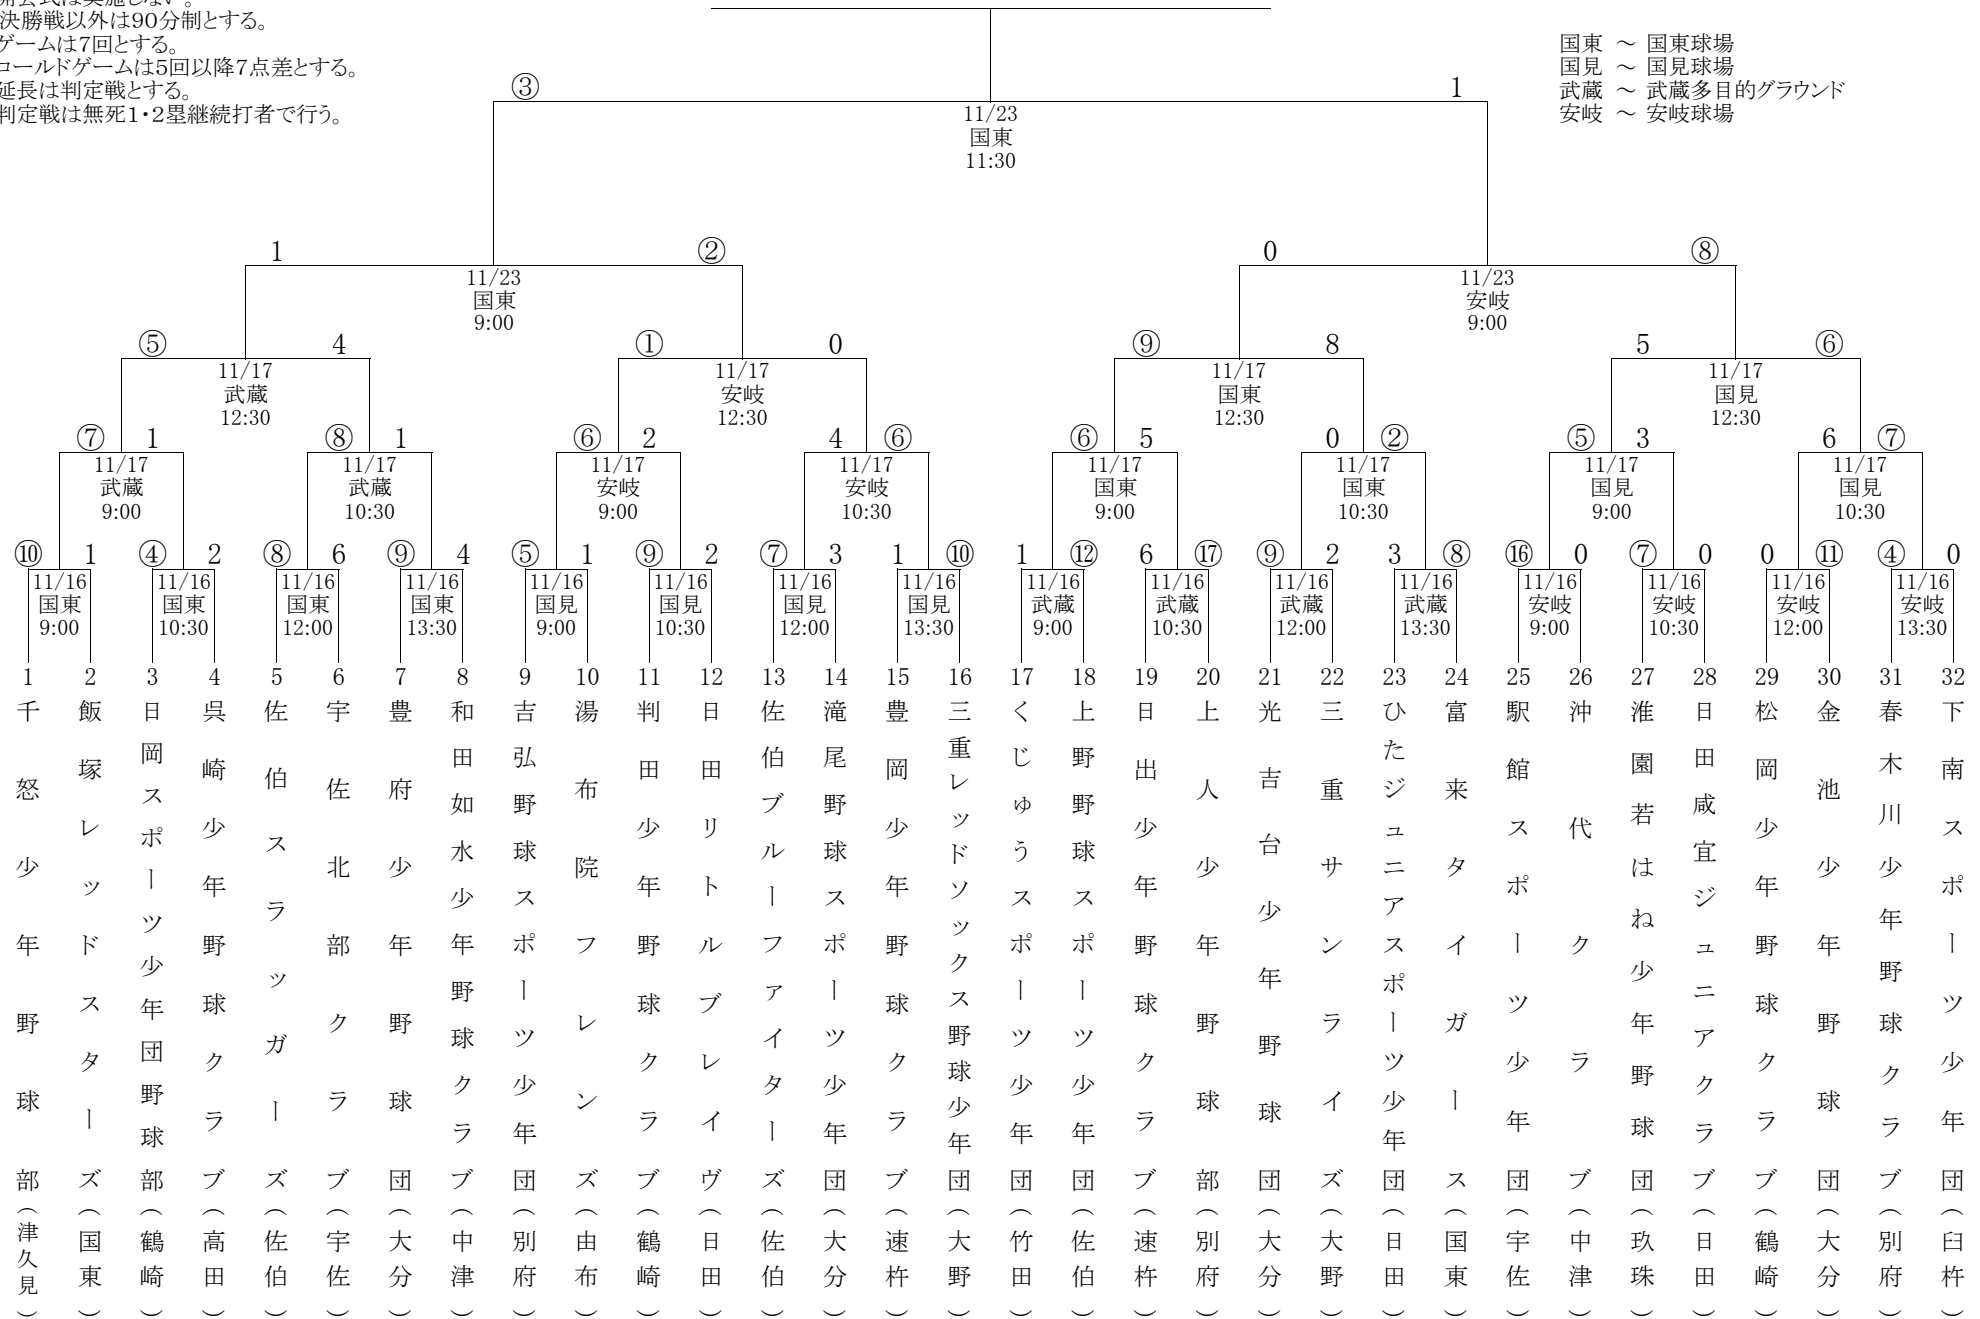 決勝戦以外は90分制とする。
ゲームは7回とする。
コールドゲームは5回以降7点差とする。
延長は判定戦とする。
判定戦は無死1・2塁継続打者で行う。
国東 ～ 国東球場
国見 ～ 国見球場
武蔵 ～ 武蔵多目的グラウンド
安岐 ～ 安岐球場
③ 1
11/23
国東
11:30
1 ② 0 ⑧
11/23 11/23
国東 安岐
9:00 9:00
⑤ 4 ① 0 ⑨ 8 5 ⑥
11/17 11/17 11/17 11/17
武蔵 安岐 国東 国見
12:30 12:30 12:30 12:30
⑦ 1 ⑧ 1 ⑥ 2 4 ⑥ ⑥ 5 0 ② ⑤ 3 6 ⑦
11/17 11/17 11/17 11/17 11/17 11/17 11/17 11/17
武蔵 武蔵 安岐 安岐 国東 国東 国見 国見
9:00 10:30 9:00 10:30 9:00 10:30 9:00 10:30
⑩ 1 ④ 2 ⑧ 6 ⑨ 4 ⑤ 1 ⑨ 2 ⑦ 3 1 ⑩ 1 ⑫ 6 ⑰ ⑨ 2 3 ⑧ ⑯ 0 ⑦ 0 0 ⑪ ④ 0
11/16 11/16 11/16 11/16 11/16 11/16 11/16 11/16 11/16 11/16 11/16 11/16 11/16 11/16 11/16 11/16
国東 国東 国東 国東 国見 国見 国見 国見 武蔵 武蔵 武蔵 武蔵 安岐 安岐 安岐 安岐
9:00 10:30 12:00 13:30 9:00 10:30 12:00 13:30 9:00 10:30 12:00 13:30 9:00 10:30 12:00 13:30
1 千怒少年野球部(津久見)
2 飯塚レッドスターズ(国東)
3 日岡スポーツ少年団野球部(鶴崎)
4 呉崎少年野球クラブ(高田)
5 佐伯スラッガーズ(佐伯)
6 宇佐北部クラブ(宇佐)
7 豊府少年野球団(大分)
8 和田如水少年野球クラブ(中津)
9 吉弘野球スポーツ少年団(別府)
10 湯布院フレンズ(由布)
11 判田少年野球クラブ(鶴崎)
12 日田リトルブレイヴ(日田)
13 佐伯ブルーファイターズ(佐伯)
14 滝尾野球スポーツ少年団(大分)
15 豊岡少年野球クラブ(速杵)
16 三重レッドソックス野球少年団(大野)
17 くじゅうスポーツ少年団(竹田)
18 上野野球スポーツ少年団(佐伯)
19 日出少年野球クラブ(速杵)
20 上人少年野球部(別府)
21 光吉台少年野球団(大分)
22 三重サンライズ(大野)
23 ひたジュニアスポーツ少年団(日田)
24 富来タイガース(国東)
25 駅館スポーツ少年団(宇佐)
26 沖代クラブ(中津)
27 淮園若はね少年野球団(玖珠)
28 日田咸宜ジュニアクラブ(日田)
29 松岡少年野球クラブ(鶴崎)
30 金池少年野球団(大分)
31 春木川少年野球クラブ(別府)
32 下南スポーツ少年団(臼杵)